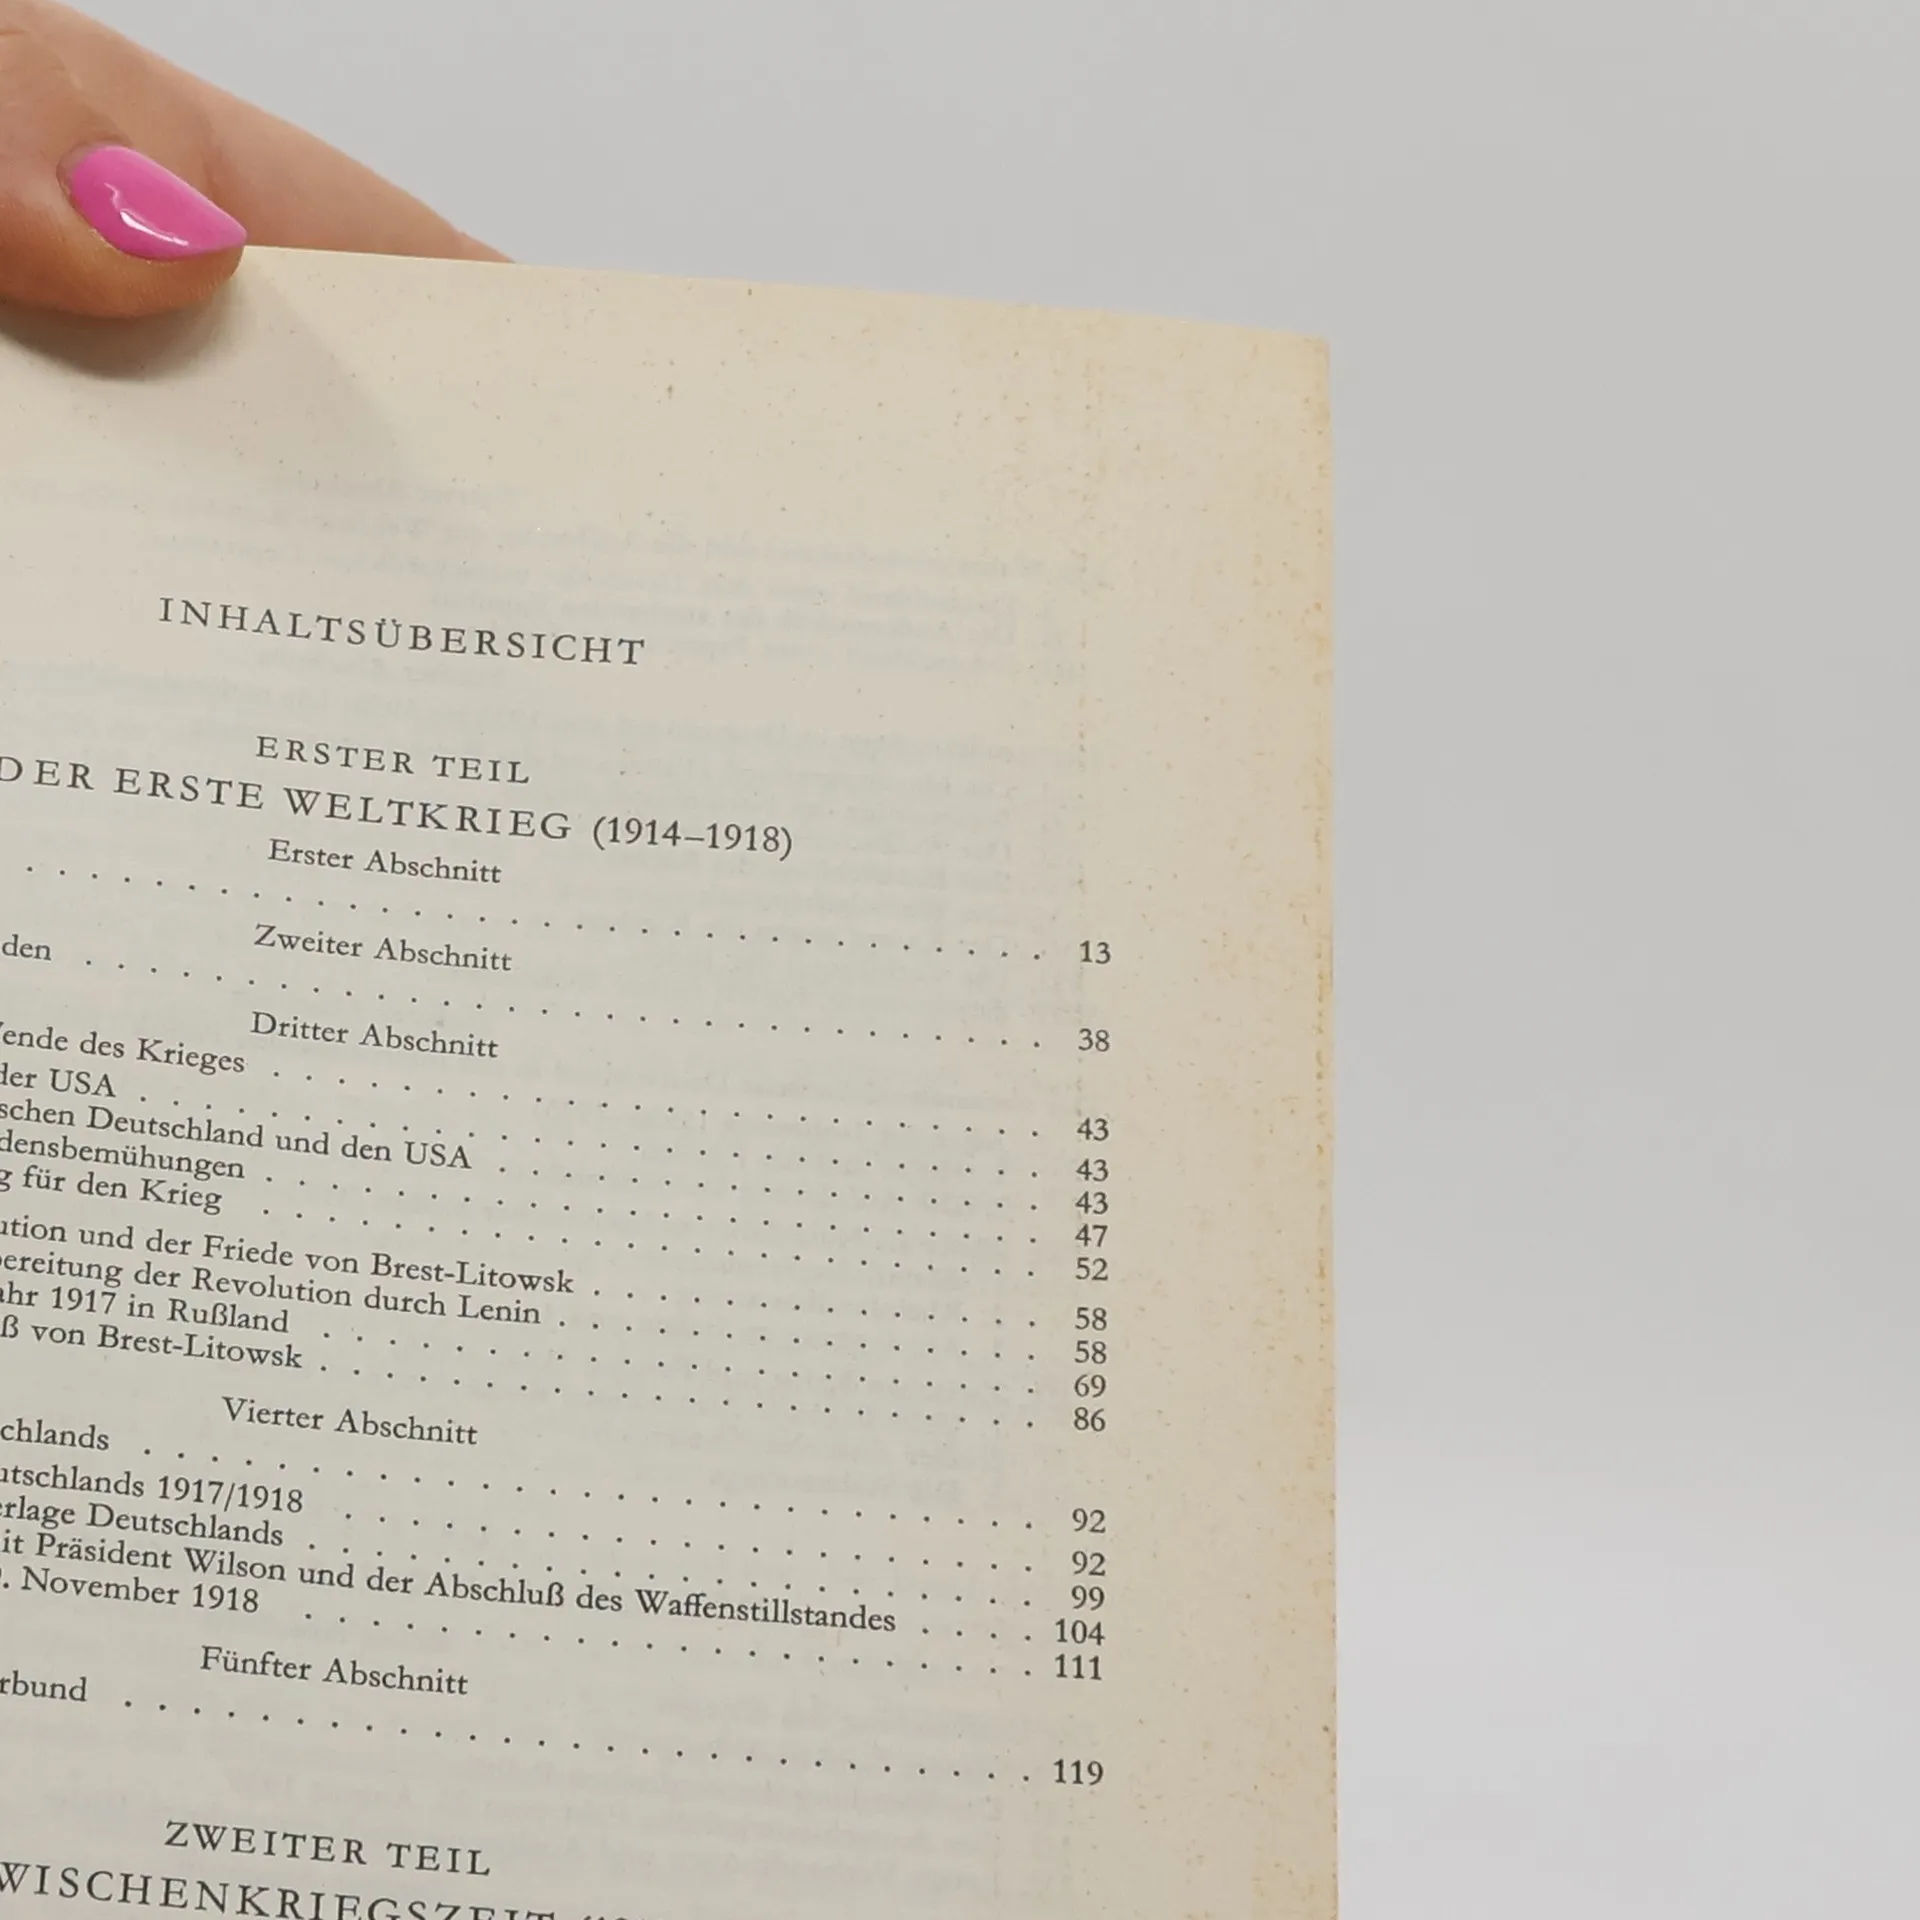 INHALTSÜBERSICHT
ERSTER TEIL
DER ERSTE WELTKRIEG (1914–1918)
Erster Abschnitt
. . . . . . . . . . . . . . . . . . . . . . . . . . . . . . . . 13
Zweiter Abschnitt
den . . . . . . . . . . . . . . . . . . . . . . . . . . . . . . 38
Dritter Abschnitt
ende des Krieges . . . . . . . . . . . . . . . . . . . . . . . . 43
der USA . . . . . . . . . . . . . . . . . . . . . . . . . . . . 43
schen Deutschland und den USA . . . . . . . . . . . . . . . . . 43
densbemühungen . . . . . . . . . . . . . . . . . . . . . . . . 47
g für den Krieg . . . . . . . . . . . . . . . . . . . . . . . . 52
ution und der Friede von Brest-Litowsk . . . . . . . . . . . . . . 58
bereitung der Revolution durch Lenin . . . . . . . . . . . . . . . 58
ahr 1917 in Rußland . . . . . . . . . . . . . . . . . . . . . . 69
ß von Brest-Litowsk . . . . . . . . . . . . . . . . . . . . . . 86
Vierter Abschnitt
chlands . . . . . . . . . . . . . . . . . . . . . . . . . . . . 92
utschlands 1917/1918 . . . . . . . . . . . . . . . . . . . . . . 92
erlage Deutschlands . . . . . . . . . . . . . . . . . . . . . . 99
it Präsident Wilson und der Abschluß des Waffenstillstandes . . . . 104
. November 1918 . . . . . . . . . . . . . . . . . . . . . . . 111
Fünfter Abschnitt
rbund . . . . . . . . . . . . . . . . . . . . . . . . . . . . 119
ZWEITER TEIL
WISCHENKRIEGSZEIT